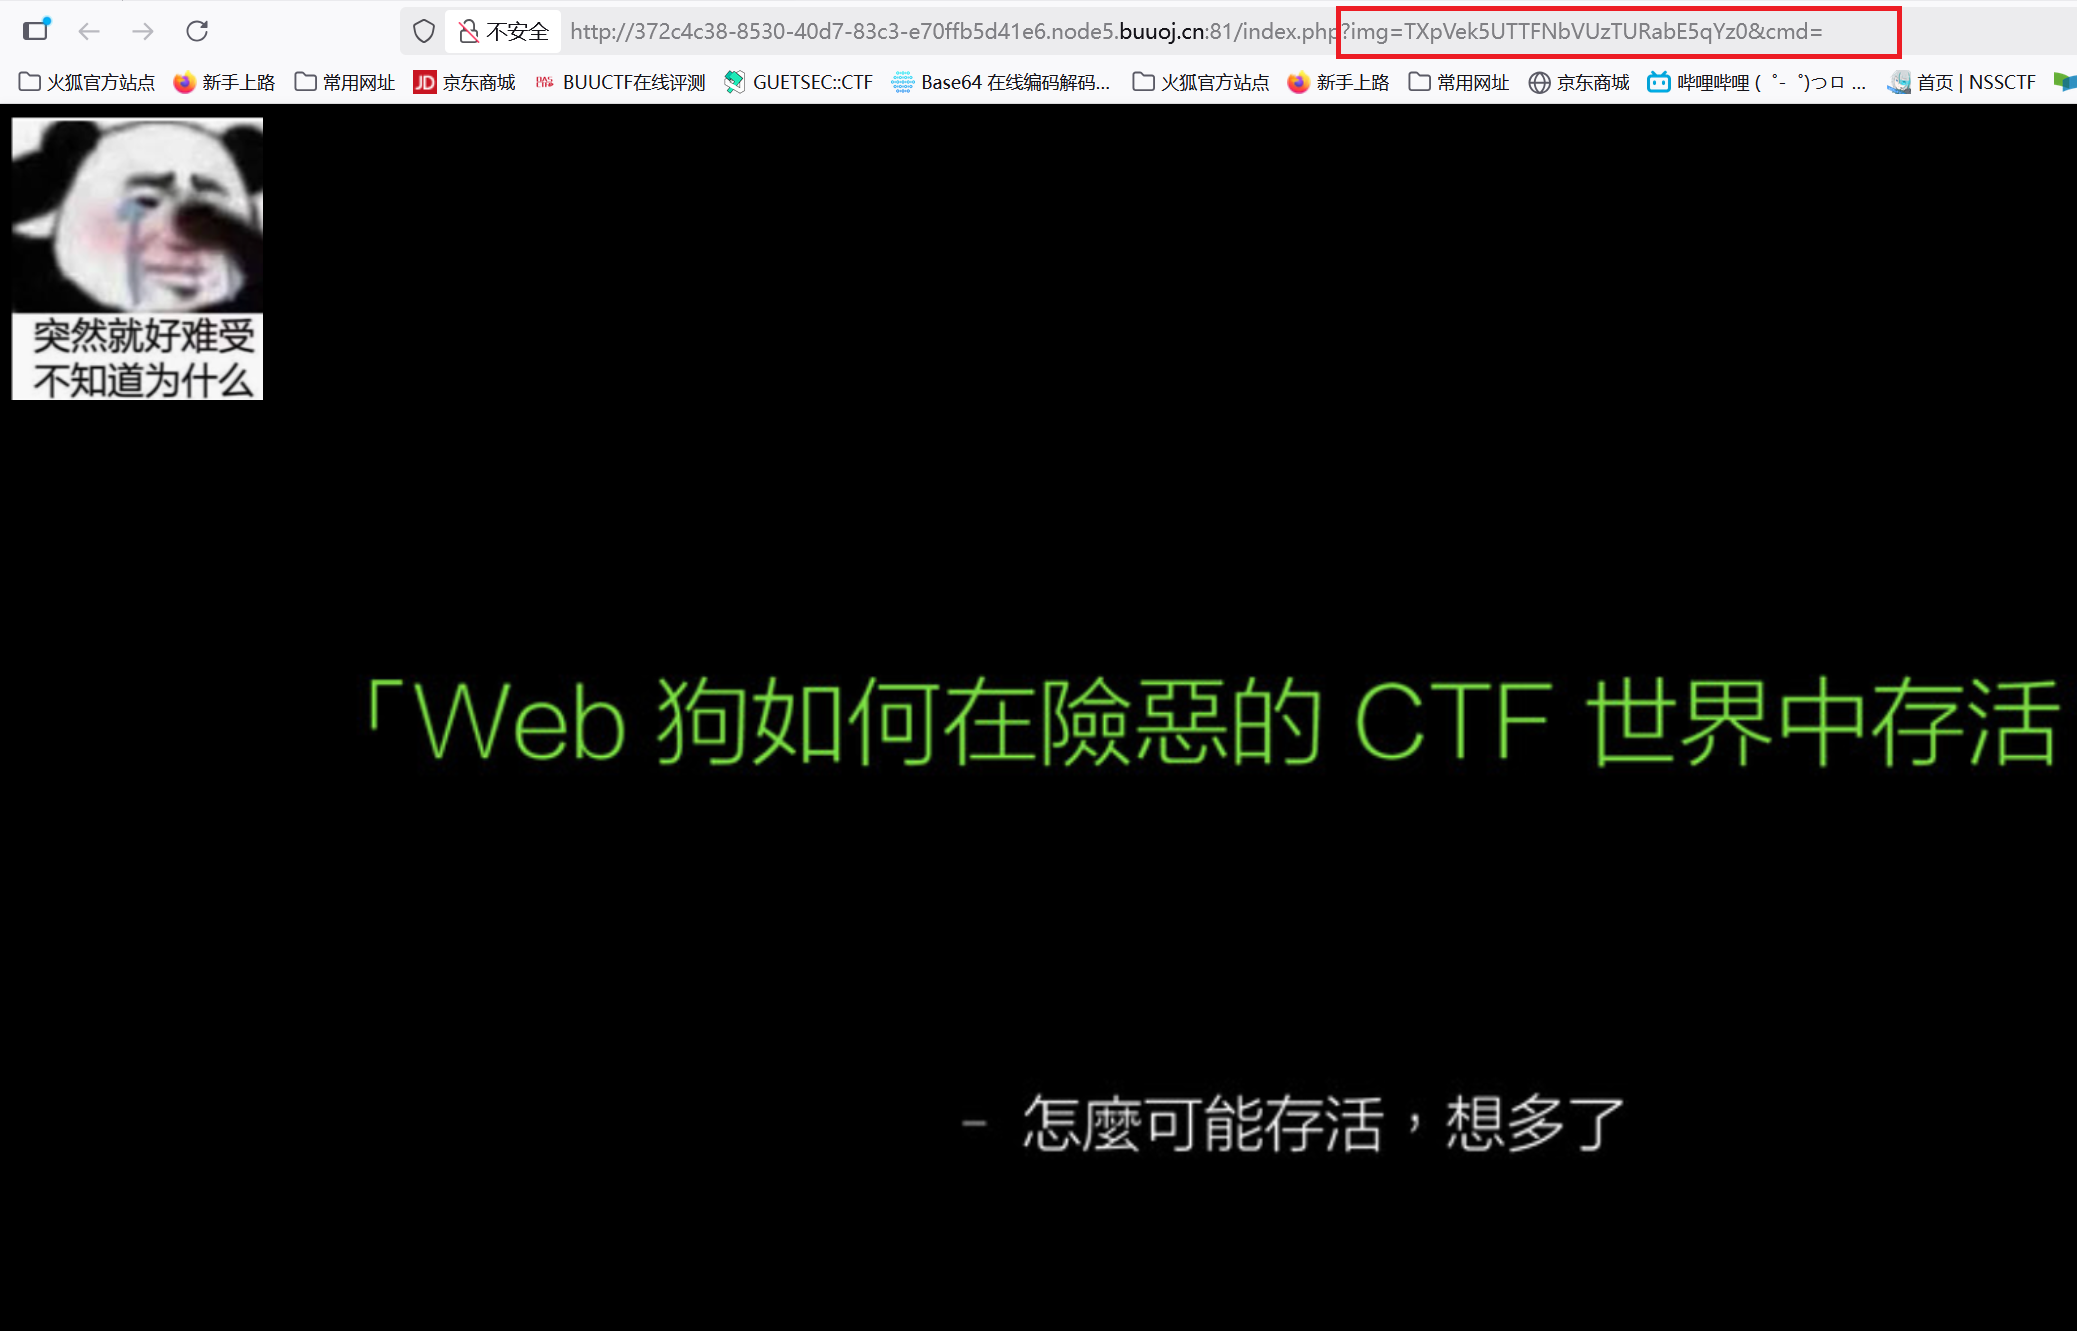 不安全 http://372c4c38-8530-40d7-83c3-e70ffb5d41e6.node5.buuoj.cn:81/index.php?img=TXpVek5UTTFNbVUzTURabE5qYz0&cmd=
火狐官方站点 新手上路 常用网址 JD 京东商城 BUUCTF在线评测 GUETSEC::CTF Base64 在线编码解码... 火狐官方站点 新手上路 常用网址 京东商城 哔哩哔哩 ( ゜- ゜)つロ ... 首页 | NSSCTF
突然就好难受
不知道为什么
「Web 狗如何在險惡的 CTF 世界中存活
- 怎麼可能存活，想多了